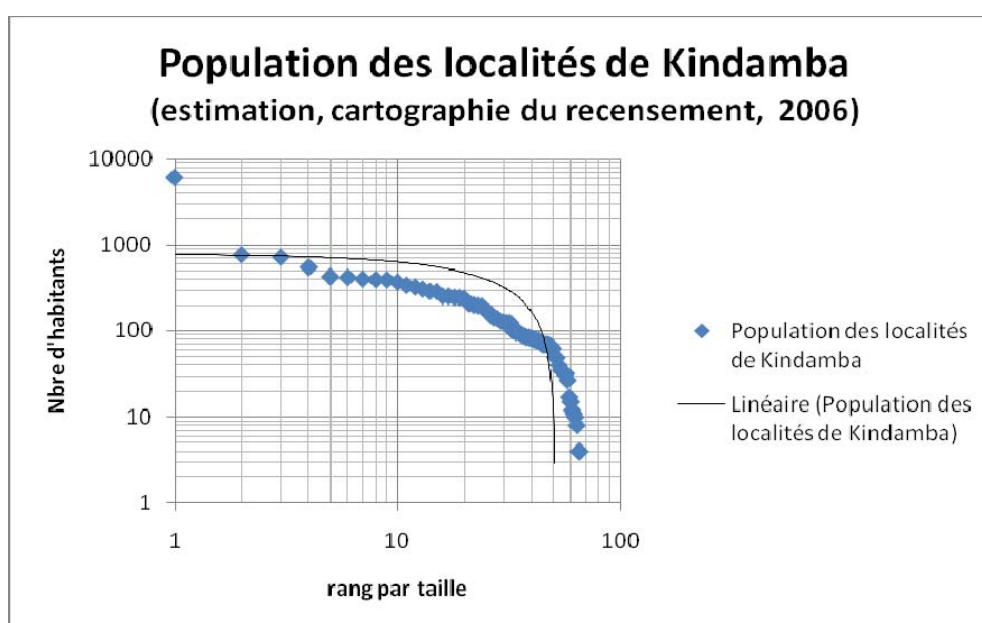 Population des localités de Kindamba
(estimation, cartographie du recensement, 2006)
10000
1000
100
10
1
Nbre d'habitants
1
10
100
rang par taille
Population des localités
de Kindamba
Linéaire (Population des
localités de Kindamba)